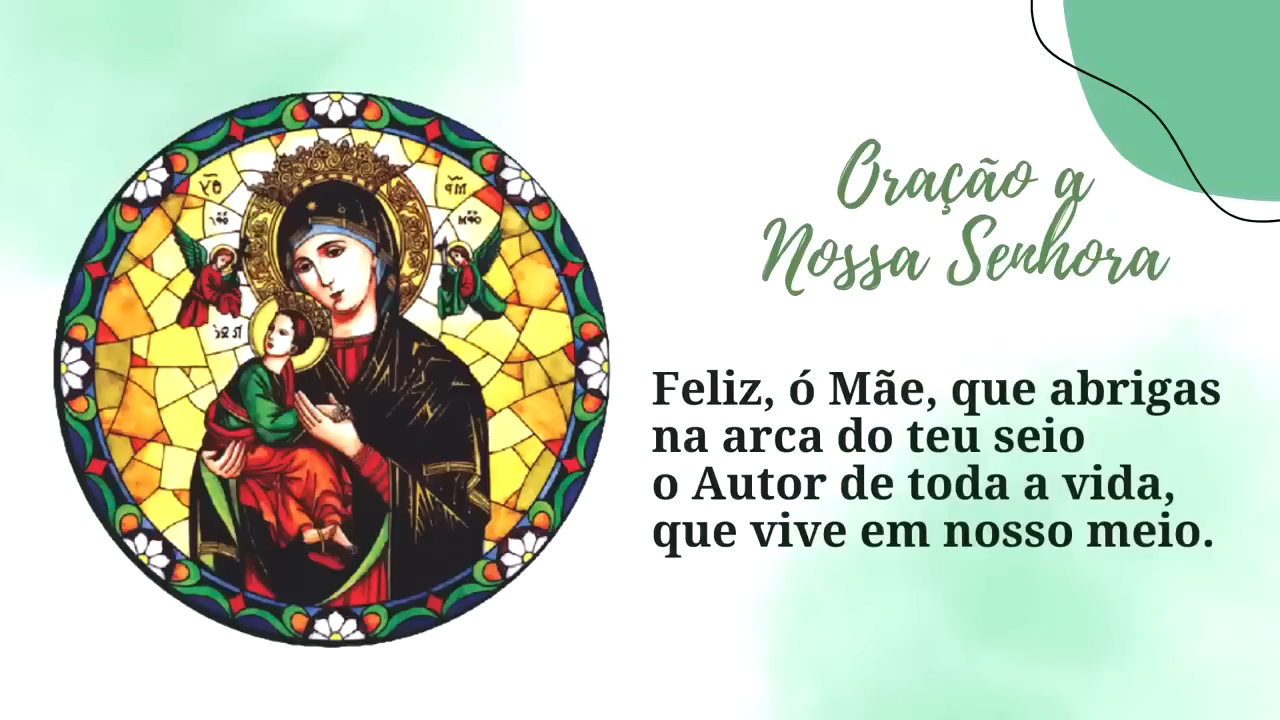 Oração a
Nossa Senhora
Feliz, ó Mãe, que abrigas
na arca do teu seio
o Autor de toda a vida,
que vive em nosso meio.